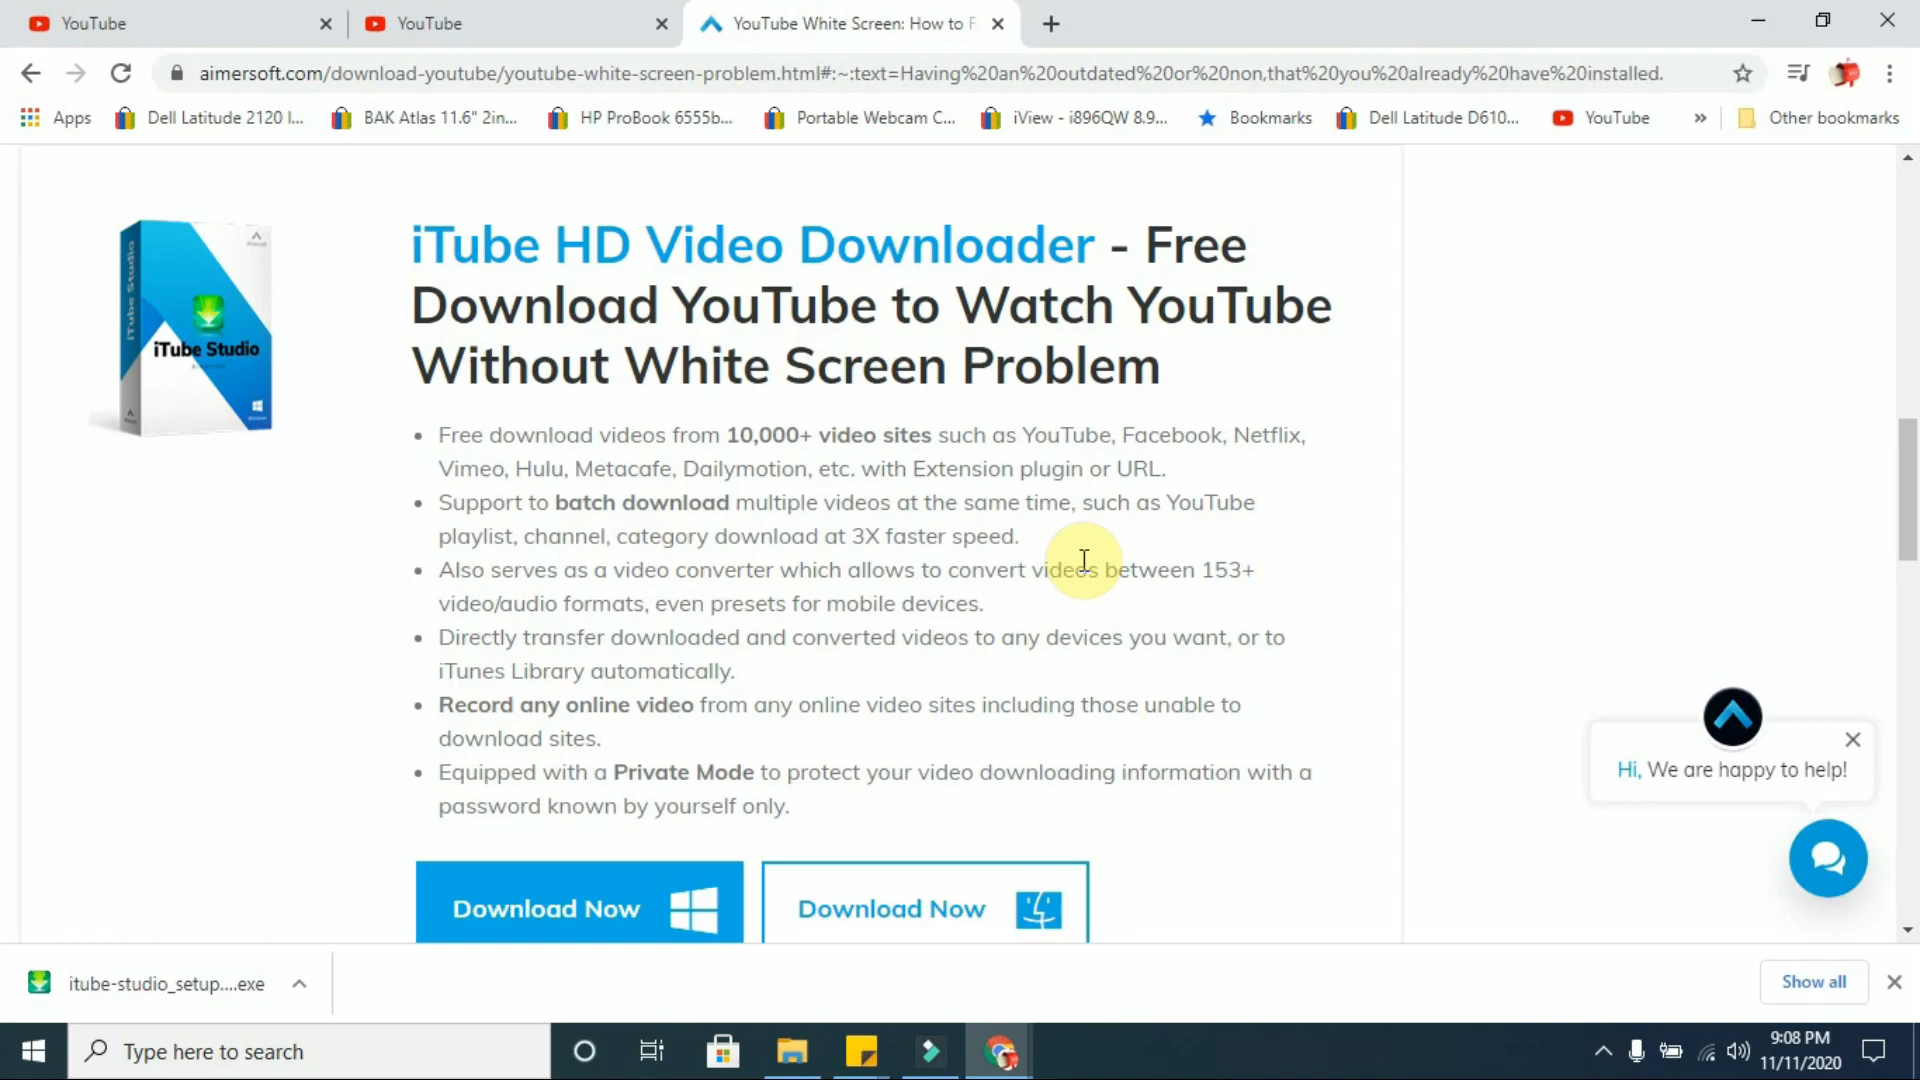 YouTube
YouTube
YouTube White Screen: How to F
aimersoft.com/download-youtube/youtube-white-screen-problem.html#:~:text=Having%20an%20outdated%20or%20non,that%20you%20already%20have%20installed.
Apps
Dell Latitude 2120 l...
BAK Atlas 11.6" 2in...
HP ProBook 6555b...
Portable Webcam C...
iView - i896QW 8.9...
Bookmarks
Dell Latitude D610...
YouTube
»
Other bookmarks
iTube Studio
iTube Studio
iTube HD Video Downloader - Free
Download YouTube to Watch YouTube
Without White Screen Problem
• Free download videos from 10,000+ video sites such as YouTube, Facebook, Netflix,
Vimeo, Hulu, Metacafe, Dailymotion, etc. with Extension plugin or URL.
• Support to batch download multiple videos at the same time, such as YouTube
playlist, channel, category download at 3X faster speed.
• Also serves as a video converter which allows to convert videos between 153+
video/audio formats, even presets for mobile devices.
• Directly transfer downloaded and converted videos to any devices you want, or to
iTunes Library automatically.
• Record any online video from any online video sites including those unable to
download sites.
• Equipped with a Private Mode to protect your video downloading information with a
password known by yourself only.
Download Now
Download Now
Hi, We are happy to help!
itube-studio_setup....exe
Show all
Type here to search
9:08 PM
11/11/2020